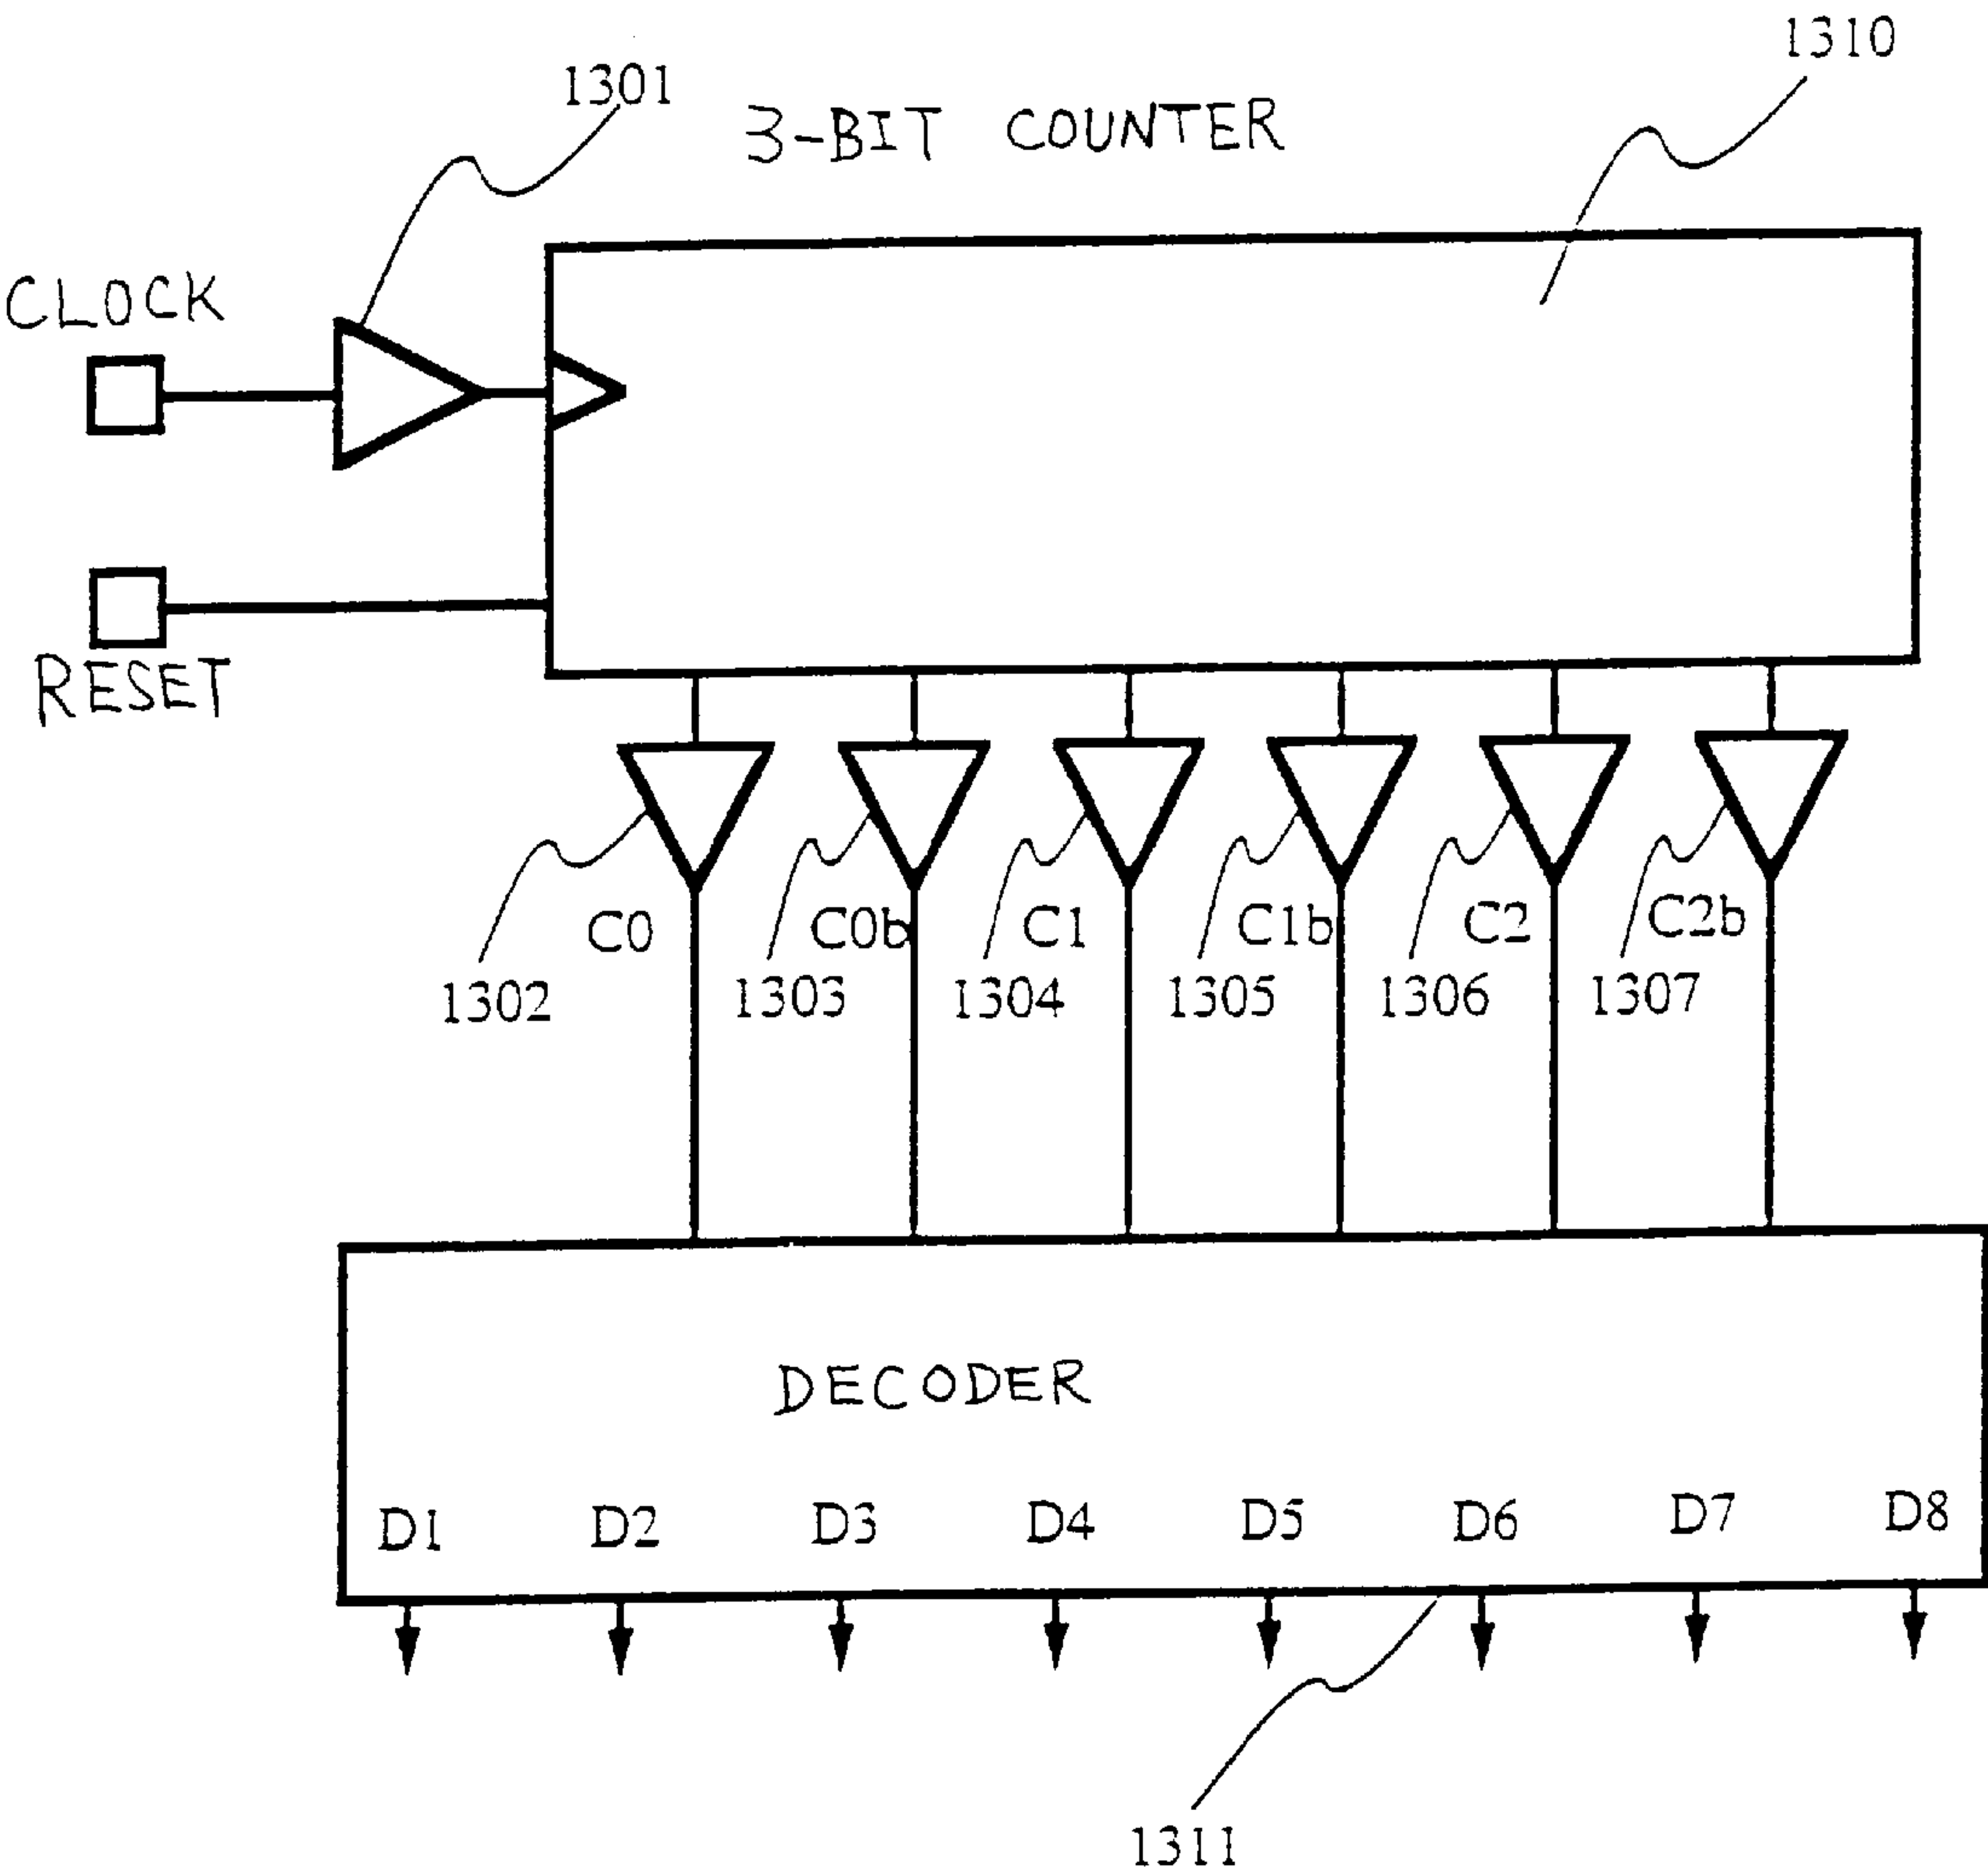 1310
1301
3-BIT COUNTER
CLOCK
RESET
C0 C0b C1 C1b C2 C2b
1302 1303 1304 1305 1306 1307
DECODER
D1 D2 D3 D4 D5 D6 D7 D8
1311